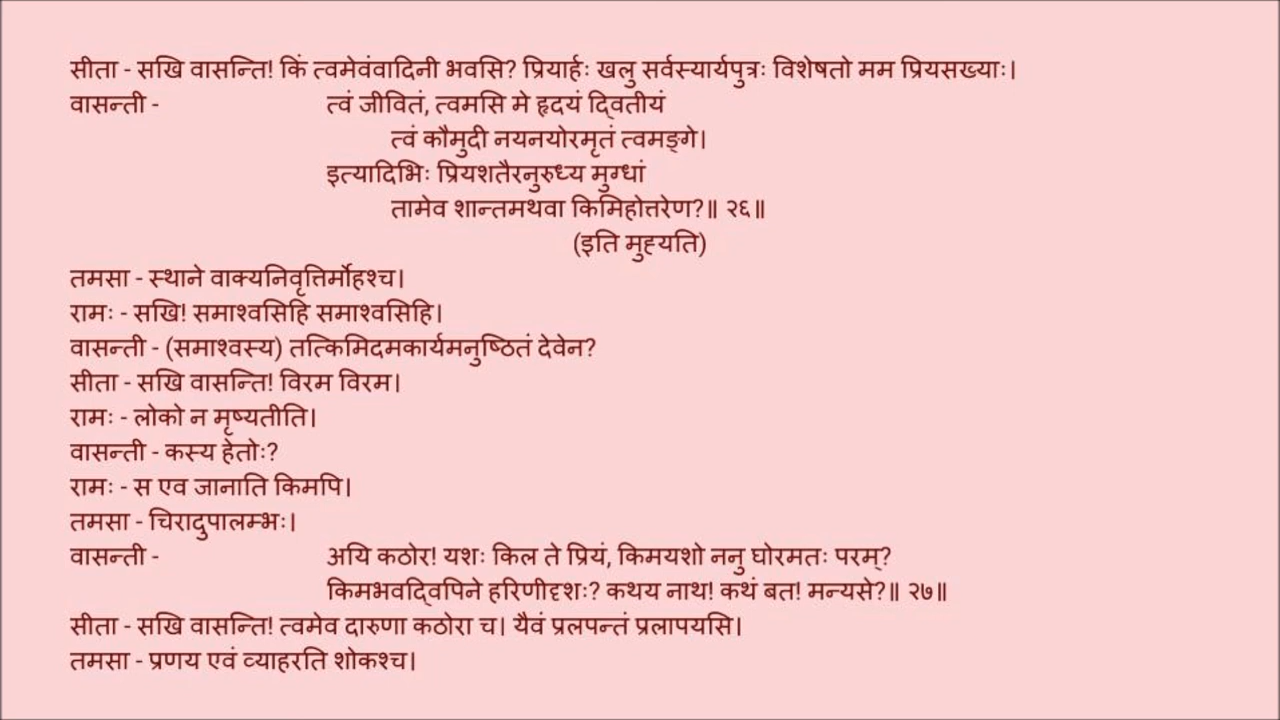 सीता - सखि वासन्ति! किं त्वमेवंवादिनी भवसि? प्रियार्हः खलु सर्वस्यार्यपुत्रः विशेषतो मम प्रियसख्याः।
वासन्ती - त्वं जीवितं, त्वमसि मे हृदयं द्वितीयं
त्वं कौमुदी नयनयोरमृतं त्वमङ्गे।
इत्यादिभिः प्रियशतैरनुरुध्य मुग्धां
तामेव शान्तमथवा किमिहोत्तरेण?॥ २६॥
(इति मुह्यति)
तमसा - स्थाने वाक्यनिवृत्तिर्मोहश्च।
रामः - सखि! समाश्वसिहि समाश्वसिहि।
वासन्ती - (समाश्वस्य) तत्किमिदमकार्यमनुष्ठितं देवेन?
सीता - सखि वासन्ति! विरम विरम।
रामः - लोको न मृष्यतीति।
वासन्ती - कस्य हेतोः?
रामः - स एव जानाति किमपि।
तमसा - चिरादुपालम्भः।
वासन्ती - अयि कठोर! यशः किल ते प्रियं, किमयशो ननु घोरमतः परम्?
किमभवद्विपिने हरिणीदृशः? कथय नाथ! कथं बत! मन्यसे?॥ २७॥
सीता - सखि वासन्ति! त्वमेव दारुणा कठोरा च। यैवं प्रलपन्तं प्रलापयसि।
तमसा - प्रणय एवं व्याहरति शोकश्च।